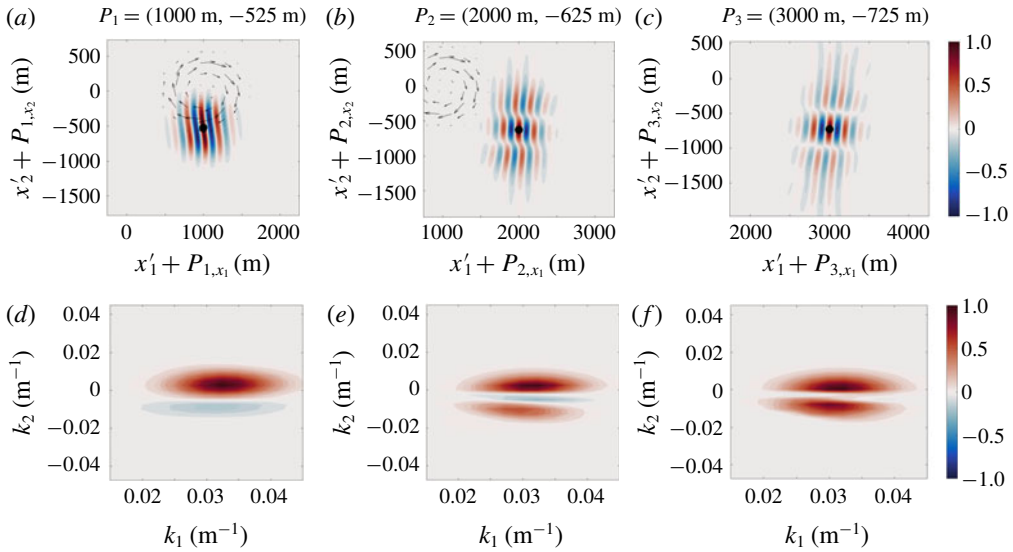 (a) P₁ = (1000 m, −525 m) (b) P₂ = (2000 m, −625 m) (c) P₃ = (3000 m, −725 m)
500 500 500 1.0
0 0 0 0.5
−500 −500 −500 0
−1000 −1000 −1000 −0.5
−1500 −1500 −1500 −1.0
x′₂ + P₁,ₓ₂ (m) x′₂ + P₂,ₓ₂ (m) x′₂ + P₃,ₓ₂ (m)
0 1000 2000 1000 2000 3000 2000 3000 4000
x′₁ + P₁,ₓ₁ (m) x′₁ + P₂,ₓ₁ (m) x′₁ + P₃,ₓ₁ (m)
(d) (e) (f)
0.04 0.04 0.04 1.0
0.02 0.02 0.02 0.5
0 0 0 0
−0.02 −0.02 −0.02 −0.5
−0.04 −0.04 −0.04 −1.0
k₂ (m⁻¹) k₂ (m⁻¹) k₂ (m⁻¹)
0.02 0.03 0.04 0.02 0.03 0.04 0.02 0.03 0.04
k₁ (m⁻¹) k₁ (m⁻¹) k₁ (m⁻¹)